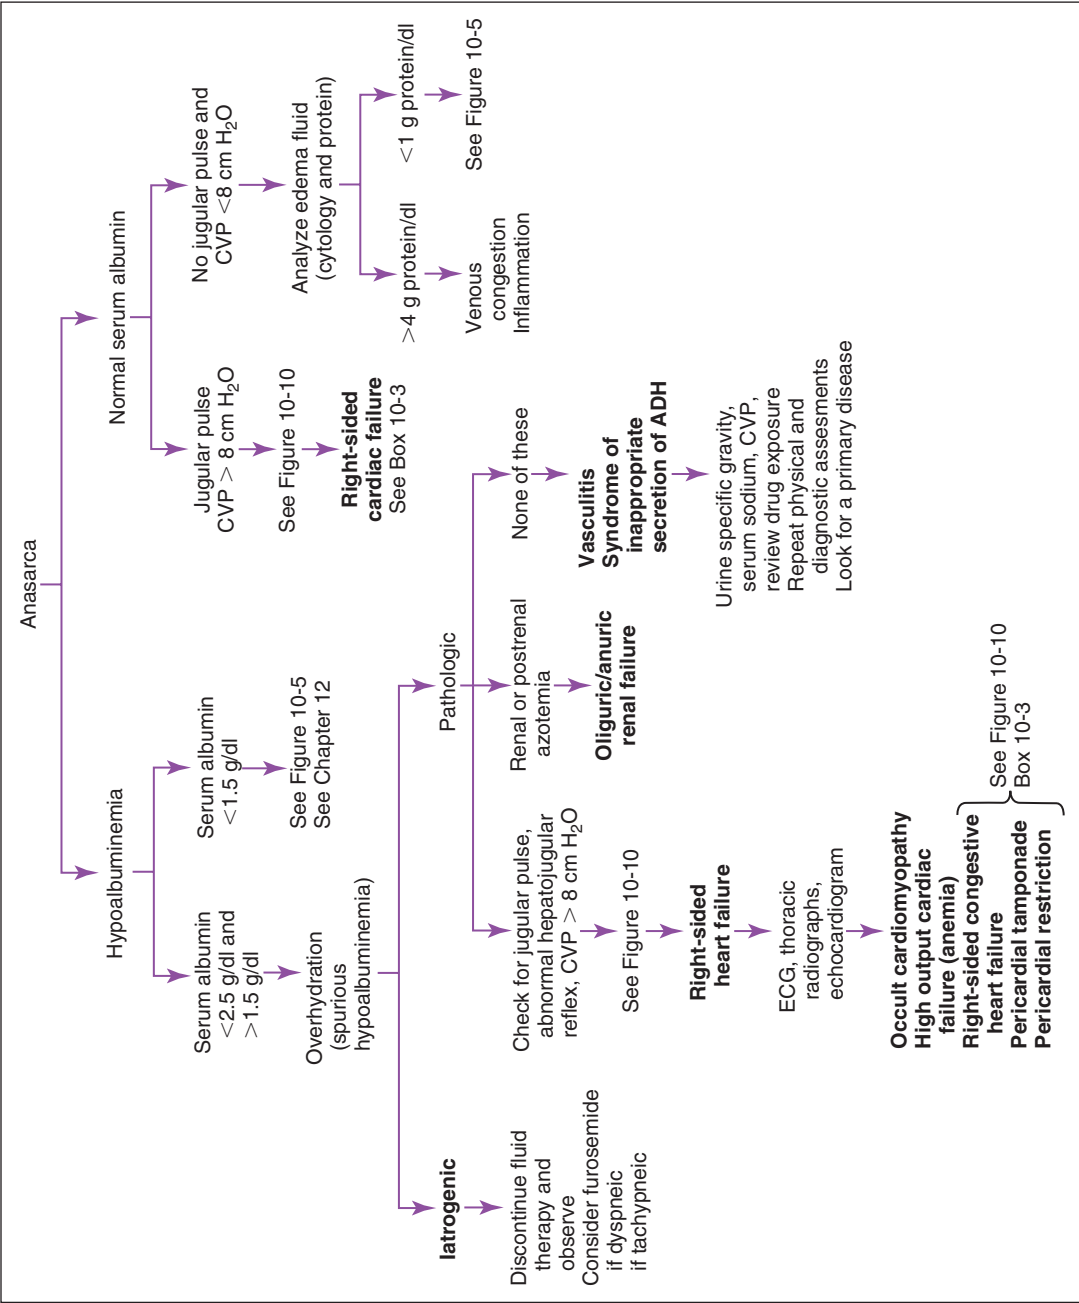 Anasarca
Hypoalbuminemia
Normal serum albumin
Serum albumin
<2.5 g/dl and
>1.5 g/dl
Serum albumin
<1.5 g/dl
Jugular pulse
CVP > 8 cm H₂O
No jugular pulse and
CVP <8 cm H₂O
Overhydration
(spurious
hypoalbuminemia)
See Figure 10-5
See Chapter 12
See Figure 10-10
Right-sided
cardiac failure
See Box 10-3
Analyze edema fluid
(cytology and protein)
>4 g protein/dl
<1 g protein/dl
Venous
congestion
Inflammation
See Figure 10-5
Iatrogenic
Pathologic
Discontinue fluid
therapy and
observe
Consider furosemide
if dyspneic
if tachypneic
Check for jugular pulse,
abnormal hepatojugular
reflex, CVP > 8 cm H₂O
Renal or postrenal
azotemia
None of these
See Figure 10-10
Right-sided
heart failure
ECG, thoracic
radiographs,
echocardiogram
Occult cardiomyopathy
High output cardiac
failure (anemia)
Right-sided congestive
heart failure
Pericardial tamponade
Pericardial restriction
See Figure 10-10
Box 10-3
Oliguric/anuric
renal failure
Vasculitis
Syndrome of
inappropriate
secretion of ADH
Urine specific gravity,
serum sodium, CVP,
review drug exposure
Repeat physical and
diagnostic assesments
Look for a primary disease